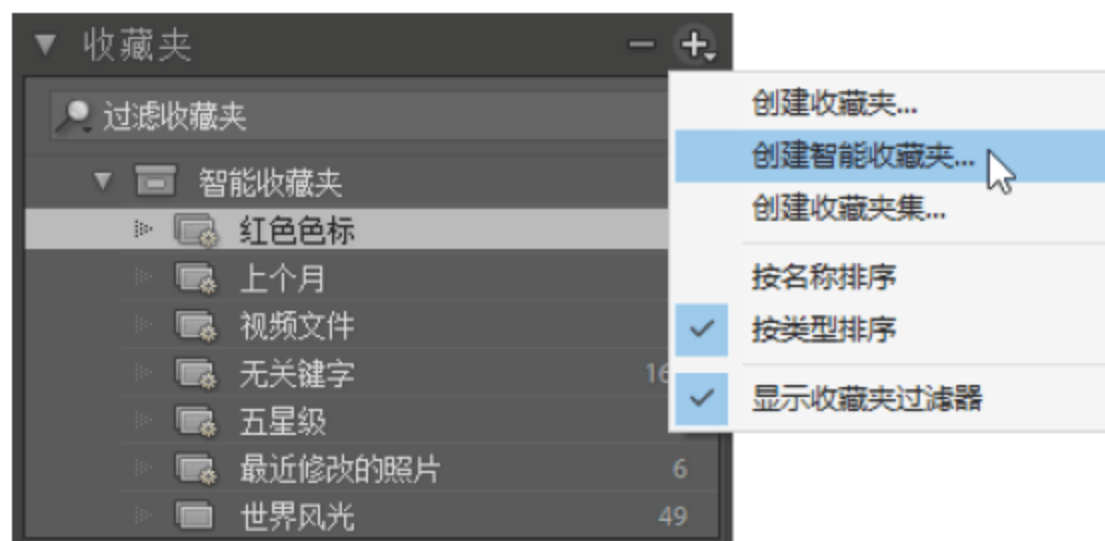 收藏夹
过滤收藏夹
智能收藏夹
红色色标
上个月
视频文件
无关键字
五星级
最近修改的照片 6
世界风光 49
创建收藏夹...
创建智能收藏夹...
创建收藏夹集...
按名称排序
按类型排序
显示收藏夹过滤器